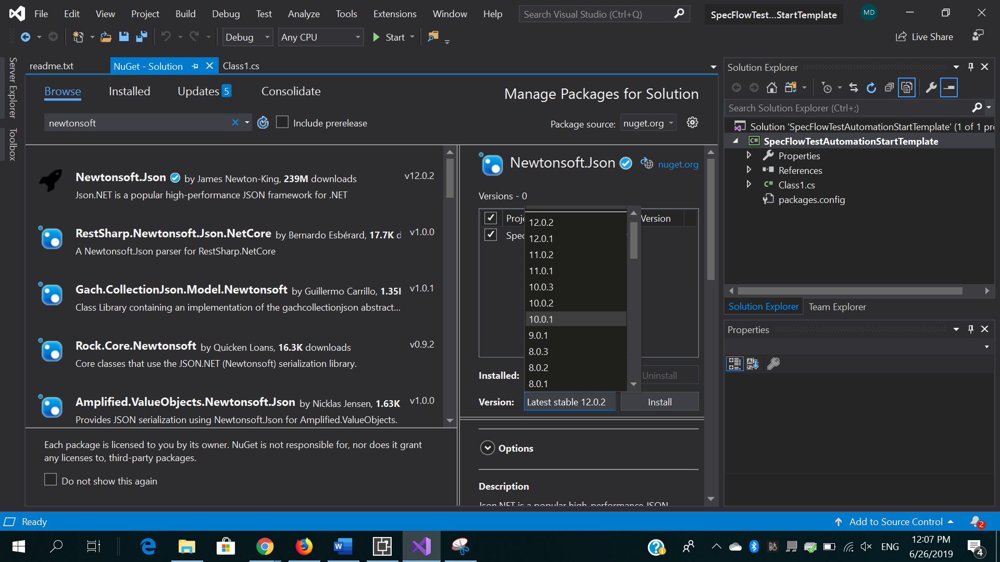 File Edit View Project Build Debug Test Analyze Tools Extensions Window Help Search Visual Studio (Ctrl+Q) SpecFlowTest...StartTemplate MD
Debug Any CPU Start Live Share
Server Explorer
Toolbox
readme.txt NuGet - Solution Class1.cs
Browse Installed Updates 5 Consolidate
Manage Packages for Solution
newtonsoft Include prerelease
Package source: nuget.org
Newtonsoft.Json by James Newton-King, 239M downloads v12.0.2
Json.NET is a popular high-performance JSON framework for .NET
RestSharp.Newtonsoft.Json.NetCore by Bernardo Esbérard, 17.7K d v1.0.0
A Newtonsoft.Json parser for RestSharp.NetCore
Gach.CollectionJson.Model.Newtonsoft by Guillermo Carrillo, 1.35 v1.0.1
Class Library containing an implementation of the gachcollectionjson abstract...
Rock.Core.Newtonsoft by Quicken Loans, 16.3K downloads v0.9.2
Core classes that use the JSON.NET (Newtonsoft) serialization library.
Amplified.ValueObjects.Newtonsoft.Json by Nicklas Jensen, 1.63K v1.0.0
Provides JSON serialization using Newtonsoft.Json for Amplified.ValueObjects.
Each package is licensed to you by its owner. NuGet is not responsible for, nor does it grant
any licenses to, third-party packages.
Do not show this again
Newtonsoft.Json nuget.org
Versions - 0
Proje Version
Spec
12.0.2
12.0.1
11.0.2
11.0.1
10.0.3
10.0.2
10.0.1
9.0.1
8.0.3
8.0.2
8.0.1
Installed: Uninstall
Version: Latest stable 12.0.2 Install
Options
Description
Json.NET is a popular high-performance JSON
Solution Explorer
Search Solution Explorer (Ctrl+;)
Solution 'SpecFlowTestAutomationStartTemplate' (1 of 1 pro
C# SpecFlowTestAutomationStartTemplate
Properties
References
C# Class1.cs
packages.config
Solution Explorer Team Explorer
Properties
Ready Add to Source Control 2
ENG 12:07 PM
6/26/2019 4